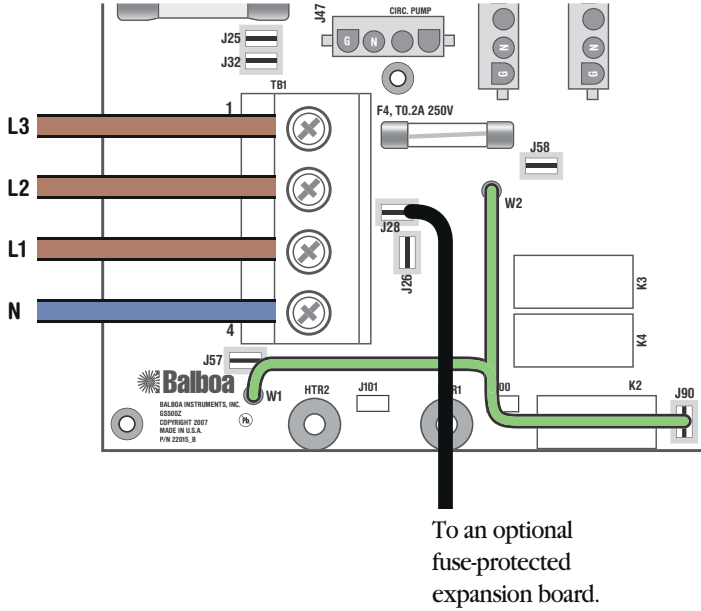 J47
CIRC. PUMP
G N
N
G
N
G
J25
J32
TB1
1
F4, T0.2A 250V
L3
J58
L2
W2
J28
L1
J26
K3
N
4
K4
J57
Balboa
W1
HTR2
J101
R1
00
K2
J90
BALBOA INSTRUMENTS, INC.
GS500Z
COPYRIGHT 2007
MADE IN U.S.A.
P/N 22015_B
Pb
To an optional
fuse-protected
expansion board.